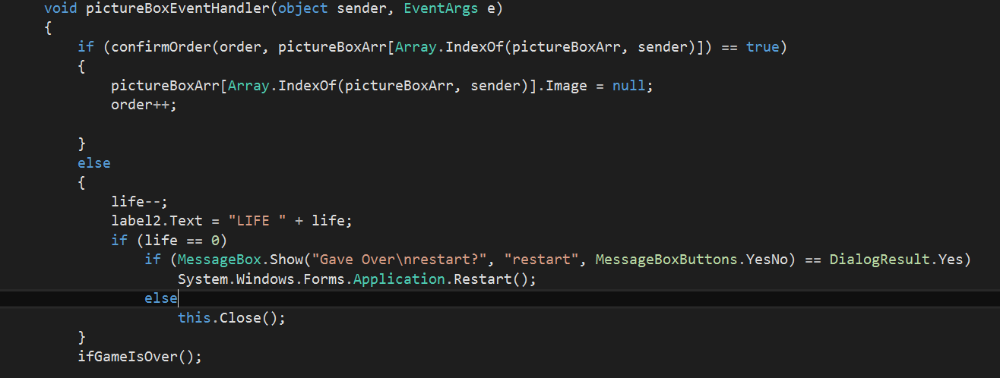 void pictureBoxEventHandler(object sender, EventArgs e)
{
if (confirmOrder(order, pictureBoxArr[Array.IndexOf(pictureBoxArr, sender)]) == true)
{
pictureBoxArr[Array.IndexOf(pictureBoxArr, sender)].Image = null;
order++;
}
else
{
life--;
label2.Text = "LIFE " + life;
if (life == 0)
if (MessageBox.Show("Gave Over\nrestart?", "restart", MessageBoxButtons.YesNo) == DialogResult.Yes)
System.Windows.Forms.Application.Restart();
else
this.Close();
}
ifGameIsOver();